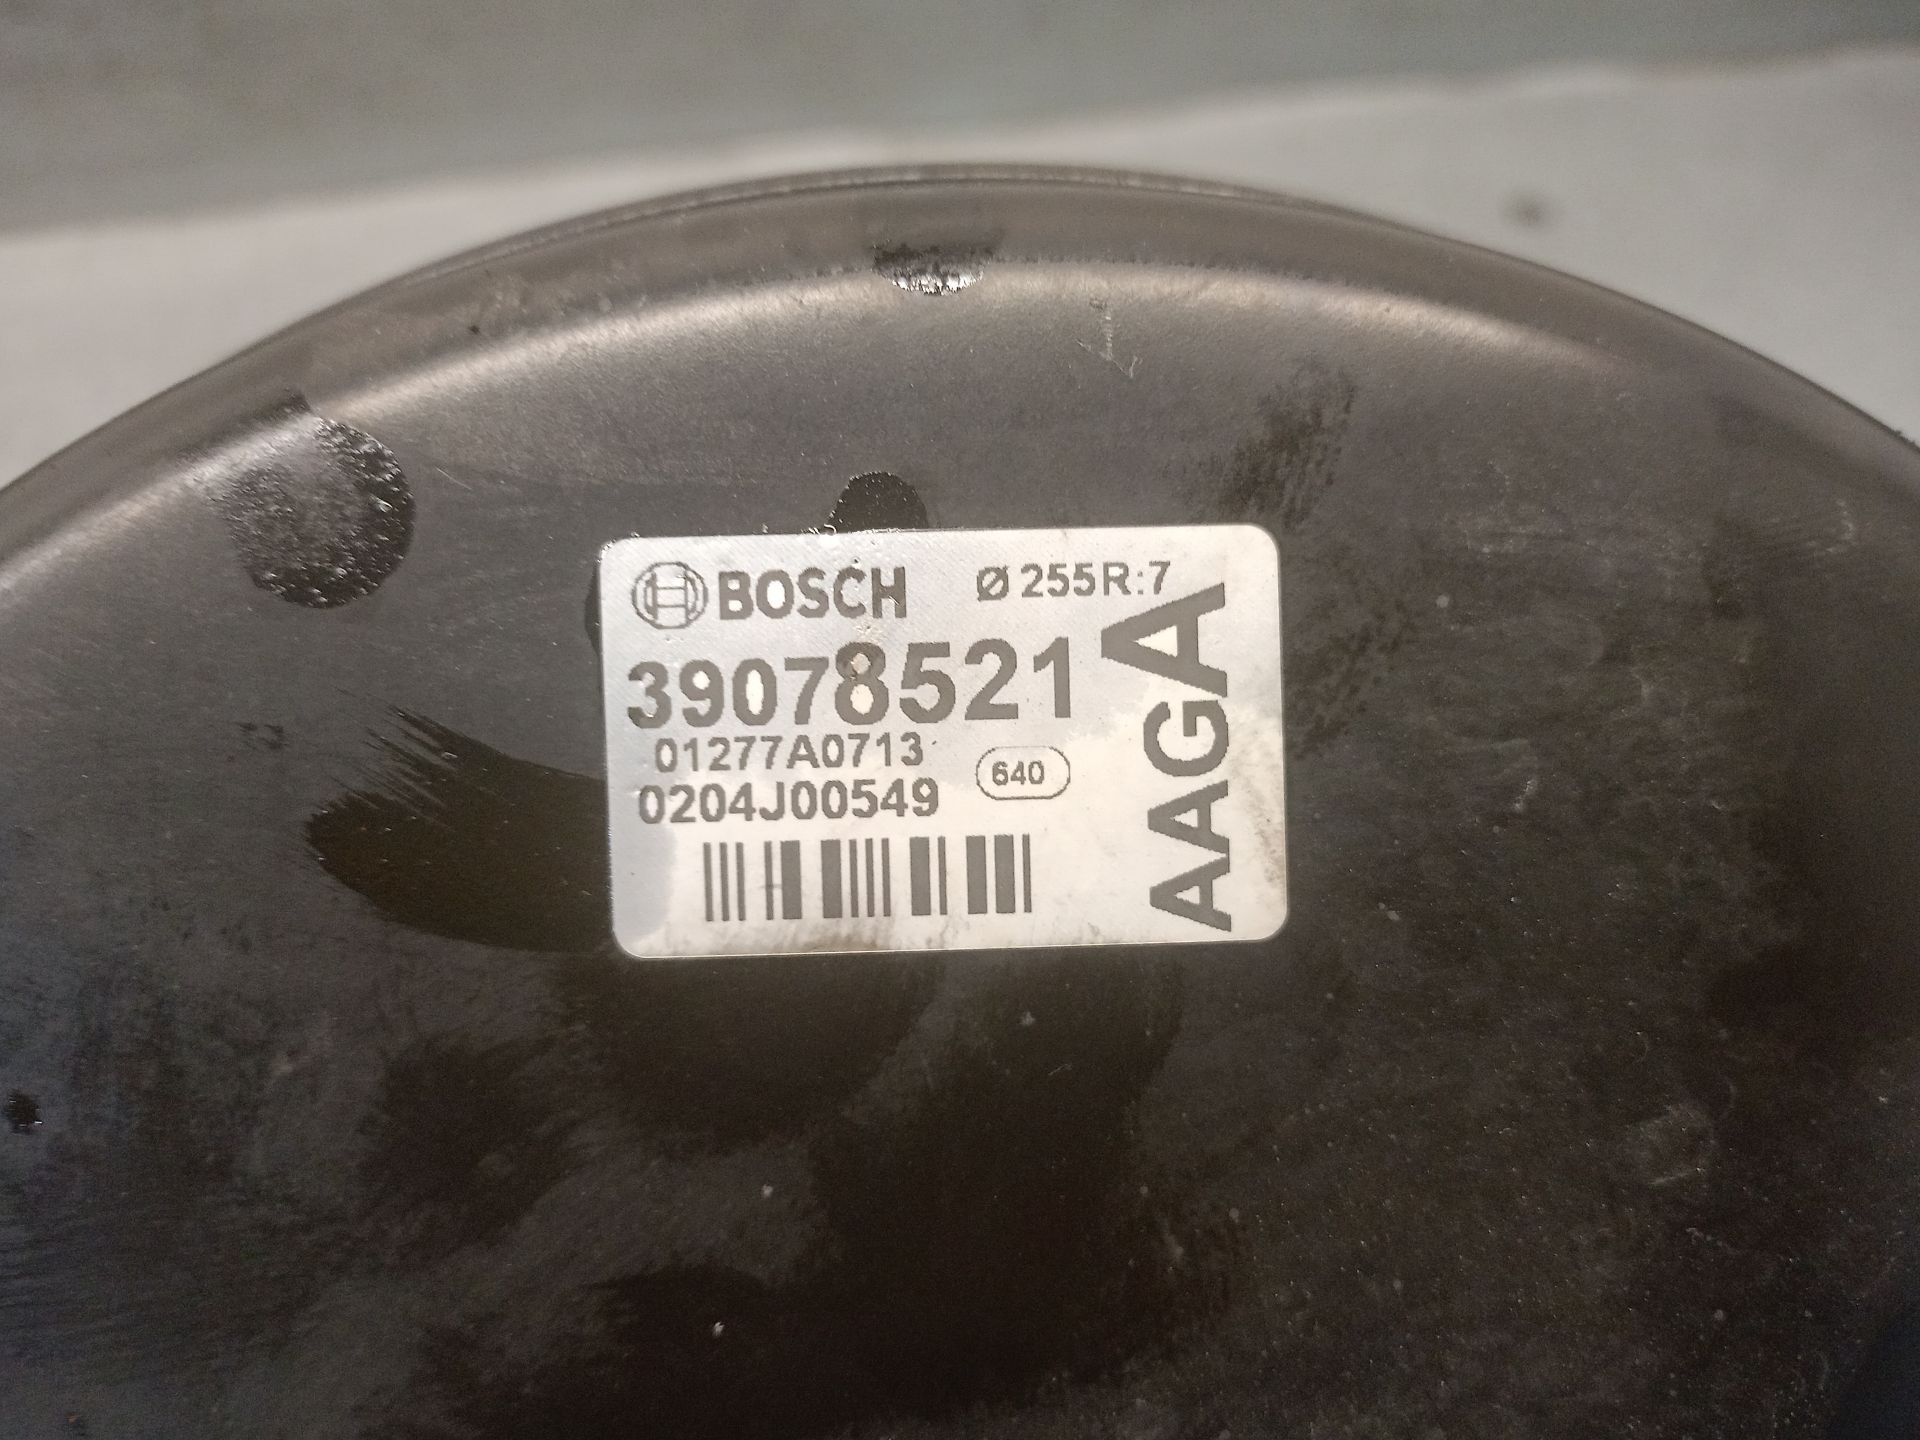 BOSCH Ø 255R:7
39078521
01277A0713
0204J00549
640
AAGA